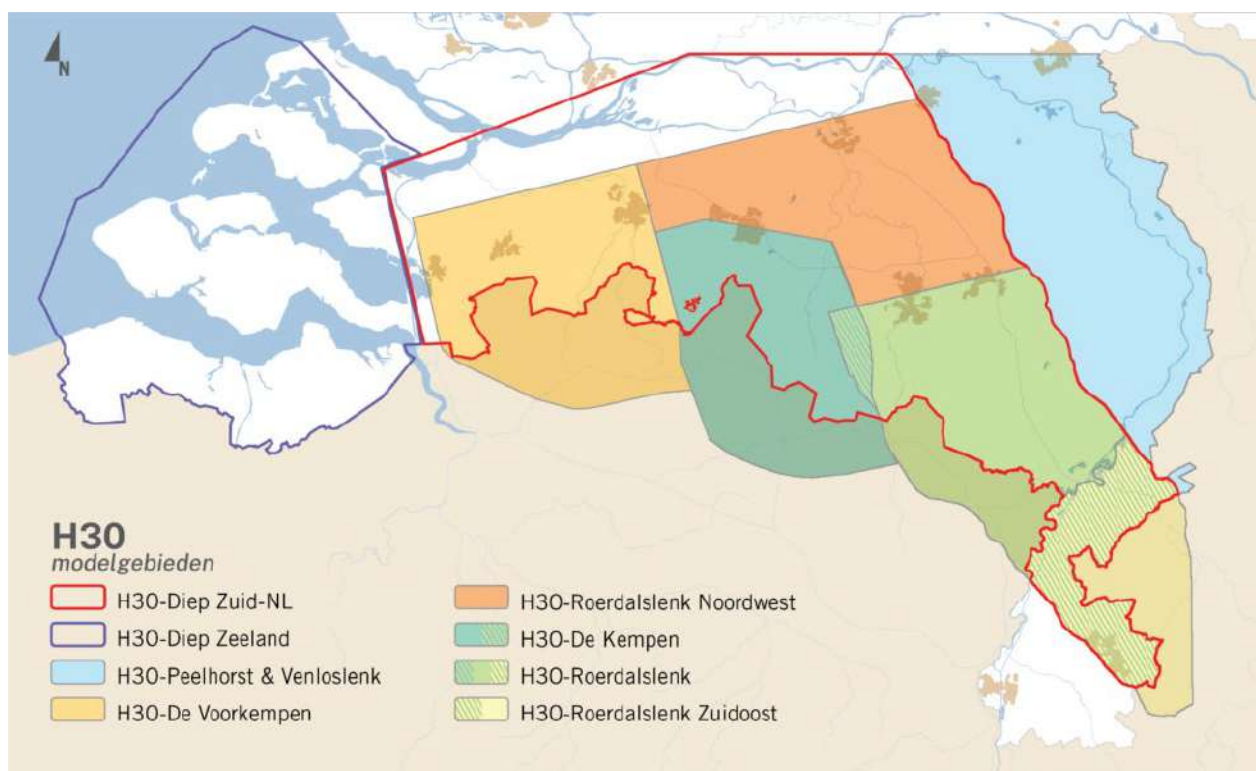 N
H30
modelgebieden
H30-Diep Zuid-NL
H30-Diep Zeeland
H30-Peelhorst & Venloslenk
H30-De Voorkempen
H30-Roerdalslenk Noordwest
H30-De Kempen
H30-Roerdalslenk
H30-Roerdalslenk Zuidoost